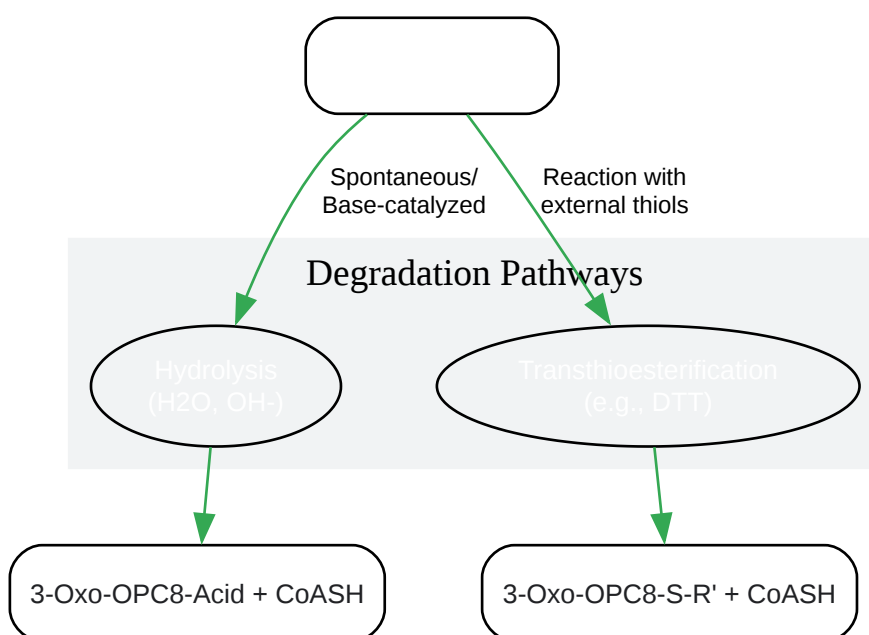 Spontaneous/
Base-catalyzed
Reaction with
external thiols
Degradation Pathways
Hydrolysis
(H2O, OH-)
Transthioesterification
(e.g., DTT)
3-Oxo-OPC8-Acid + CoASH
3-Oxo-OPC8-S-R' + CoASH